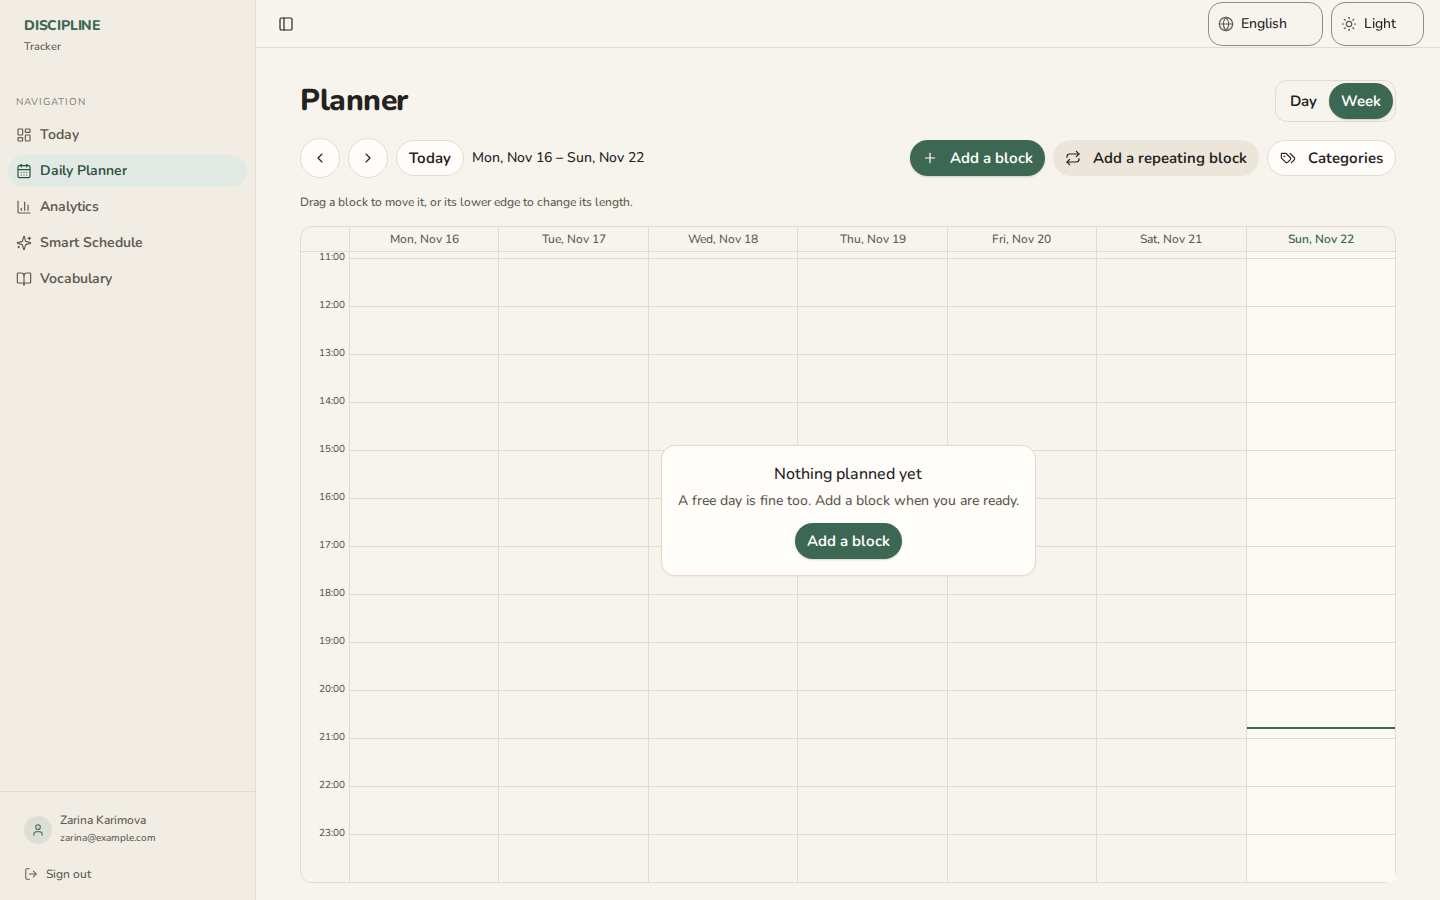 DISCIPLINE
Tracker
NAVIGATION
Today
Daily Planner
Analytics
Smart Schedule
Vocabulary
Zarina Karimova
zarina@example.com
Sign out
English
Light
Planner
Day
Week
Today
Mon, Nov 16 – Sun, Nov 22
Add a block
Add a repeating block
Categories
Drag a block to move it, or its lower edge to change its length.
Mon, Nov 16
Tue, Nov 17
Wed, Nov 18
Thu, Nov 19
Fri, Nov 20
Sat, Nov 21
Sun, Nov 22
11:00
12:00
13:00
14:00
15:00
16:00
17:00
18:00
19:00
20:00
21:00
22:00
23:00
Nothing planned yet
A free day is fine too. Add a block when you are ready.
Add a block